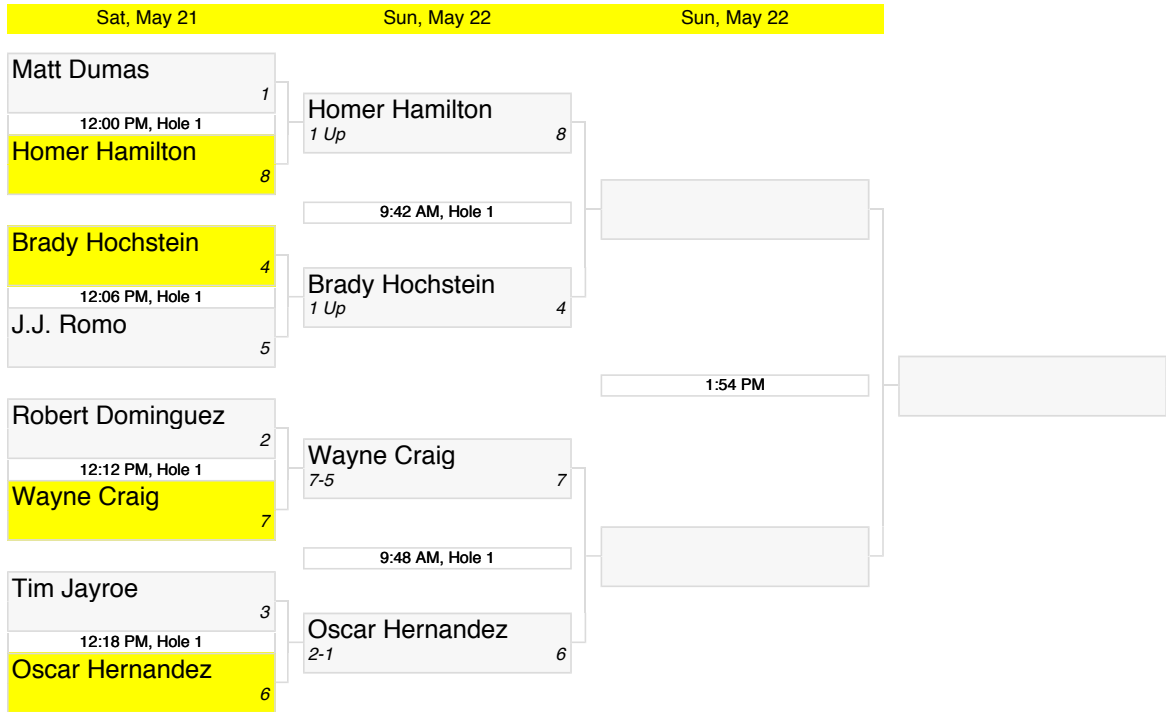 Sat, May 21
Sun, May 22
Sun, May 22
Matt Dumas
1
12:00 PM, Hole 1
Homer Hamilton
8
Brady Hochstein
4
12:06 PM, Hole 1
J.J. Romo
5
Robert Dominguez
2
12:12 PM, Hole 1
Wayne Craig
7
Tim Jayroe
3
12:18 PM, Hole 1
Oscar Hernandez
6
Homer Hamilton
1 Up 8
9:42 AM, Hole 1
Brady Hochstein
1 Up 4
Wayne Craig
7-5 7
9:48 AM, Hole 1
Oscar Hernandez
2-1 6
1:54 PM